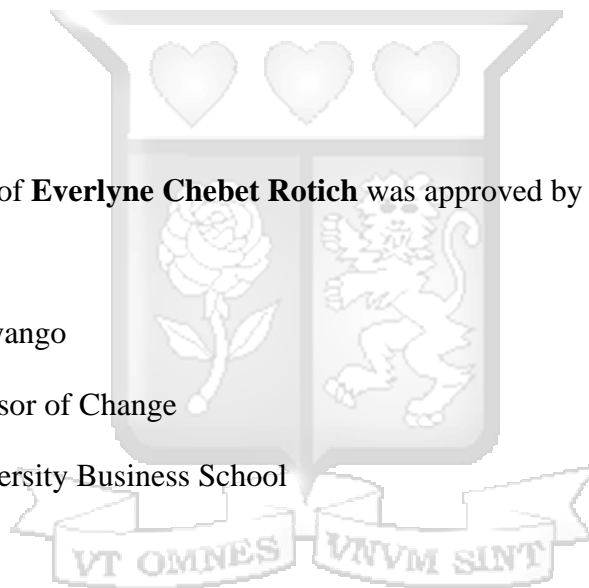 of Everlyne Chebet Rotich was approved by
vango
sor of Change
ersity Business School
VT OMNES VNVM SINT